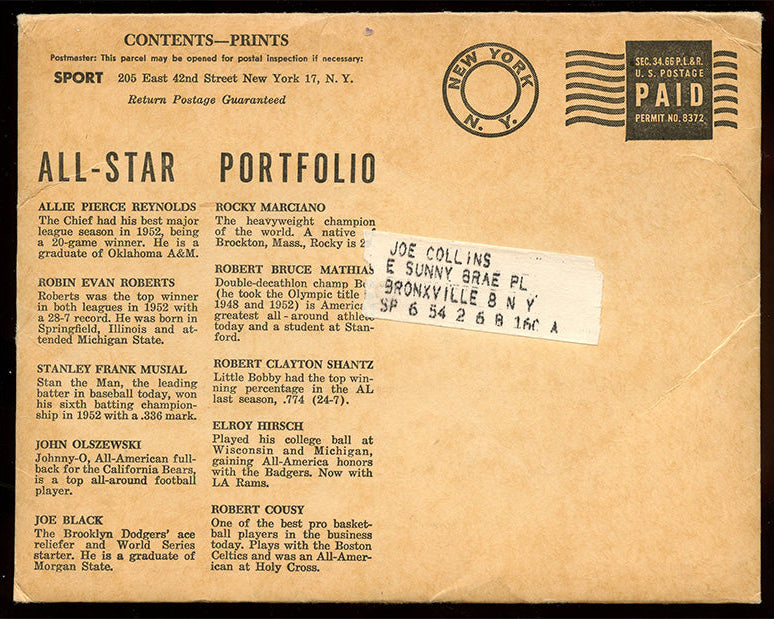 CONTENTS—PRINTS
Postmaster: This parcel may be opened for postal inspection if necessary:
SPORT 205 East 42nd Street New York 17, N. Y.
Return Postage Guaranteed
NEW YORK
N. Y.
SEC. 34.66 P. L. & R.
U. S. POSTAGE
PAID
PERMIT NO. 8372
ALL-STAR PORTFOLIO
ALLIE PIERCE REYNOLDS
The Chief had his best major
league season in 1952, being
a 20-game winner. He is a
graduate of Oklahoma A&M.
ROBIN EVAN ROBERTS
Roberts was the top winner
in both leagues in 1952 with
a 28-7 record. He was born in
Springfield, Illinois and at-
tended Michigan State.
STANLEY FRANK MUSIAL
Stan the Man, the leading
batter in baseball today, won
his sixth batting champion-
ship in 1952 with a .336 mark.
JOHN OLSZEWSKI
Johnny-O, All-American full-
back for the California Bears,
is a top all-around football
player.
JOE BLACK
The Brooklyn Dodgers' ace
reliefer and World Series
starter. He is a graduate of
Morgan State.
ROCKY MARCIANO
The heavyweight champion
of the world. A native
Brockton, Mass., Rocky is
ROBERT BRUCE MATHIAS
Double-decathlon champ
(he took the Olympic title
1948 and 1952) is
greatest all-around
today and a student at Stan-
ford.
ROBERT CLAYTON SHANTZ
Little Bobby had the top win-
ning percentage in the AL
last season, .774 (24-7).
ELROY HIRSCH
Played his college ball at
Wisconsin and Michigan,
gaining All-America honors
with the Badgers. Now with
LA Rams.
ROBERT COUSY
One of the best pro basket-
ball players in the business
today. Plays with the Boston
Celtics and was an All-Amer-
ican at Holy Cross.
JOE COLLINS
E SUNNY BRAE PL
BRONXVILLE 8 N Y
SP 6 54 2 6 8 A